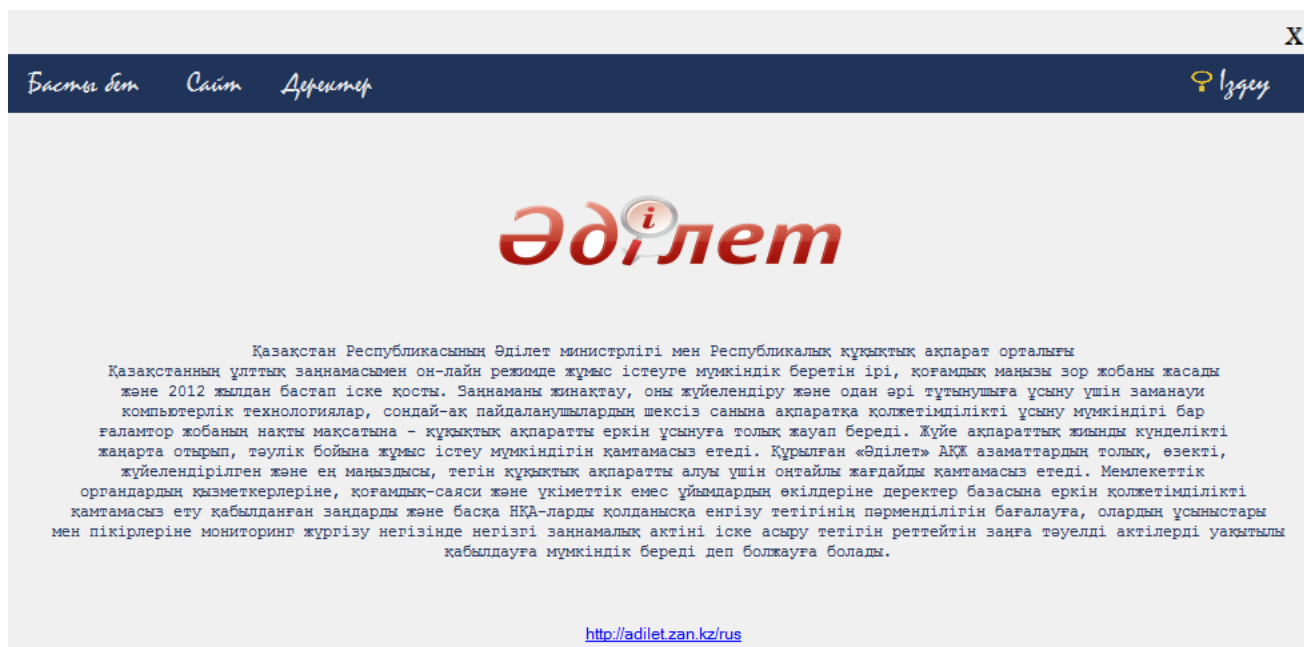 X
Басты бет Сайт Деректер Іздеу
Әділет
Қазақстан Республикасының Әділет министрлігі мен Республикалық құқықтық ақпарат орталығы
Қазақстанның ұлттық заңнамасымен он-лайн режимде жұмыс істеуге мүмкіндік беретін ірі, қоғамдық маңызы зор жобаны жасады
және 2012 жылдан бастап іске қосты. Заңнаманы жинақтау, оны жүйелендіру және одан әрі тұтынушыға ұсыну үшін заманауи
компьютерлік технологиялар, сондай-ақ пайдаланушылардың шексіз санына ақпаратқа қолжетімділікті ұсыну мүмкіндігі бар
ғаламтор жобаның нақты мақсатына - құқықтық ақпаратты еркін ұсынуға толық жауап береді. Жүйе ақпараттық жиынды күнделікті
жаңарта отырып, тәулік бойына жұмыс істеу мүмкіндігін қамтамасыз етеді. Құрылған «Әділет» АҚЖ азаматтардың толық, өзекті,
жүйелендірілген және ең маңыздысы, тегін құқықтық ақпаратты алуы үшін оңтайлы жағдайды қамтамасыз етеді. Мемлекеттік
органдардың қызметкерлеріне, қоғамдық-саяси және үкіметтік емес ұйымдардың өкілдеріне деректер базасына еркін қолжетімділікті
қамтамасыз ету қабылданған заңдарды және басқа НҚА-ларды қолданысқа енгізу тетігінің пәрменділігін бағалауға, олардың ұсыныстары
мен пікірлеріне мониторинг жүргізу негізінде негізгі заңнамалық актіні іске асыру тетігін реттейтін заңға тәуелді актілерді уақытылы
қабылдауға мүмкіндік береді деп болжауға болады.
http://adilet.zan.kz/rus